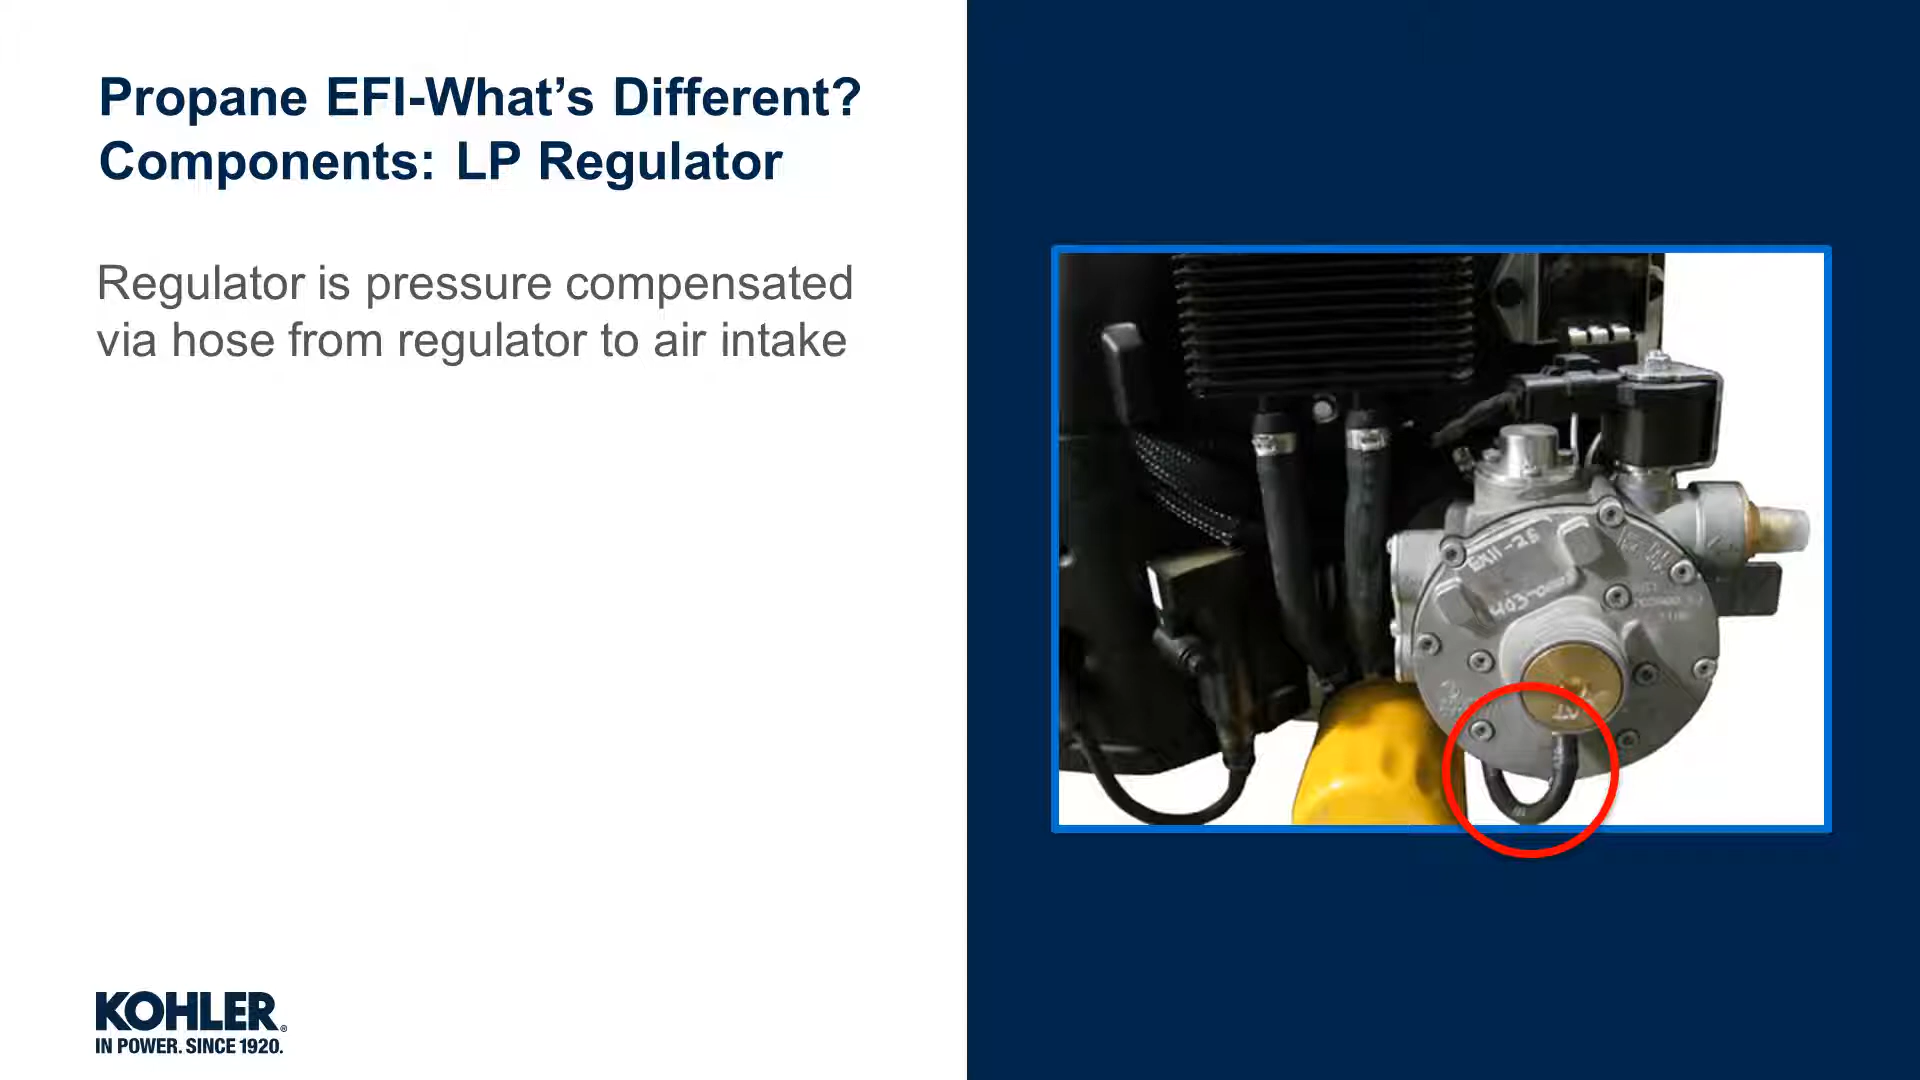 Propane EFI-What’s Different?
Components: LP Regulator
Regulator is pressure compensated
via hose from regulator to air intake
KOHLER®
IN POWER. SINCE 1920.